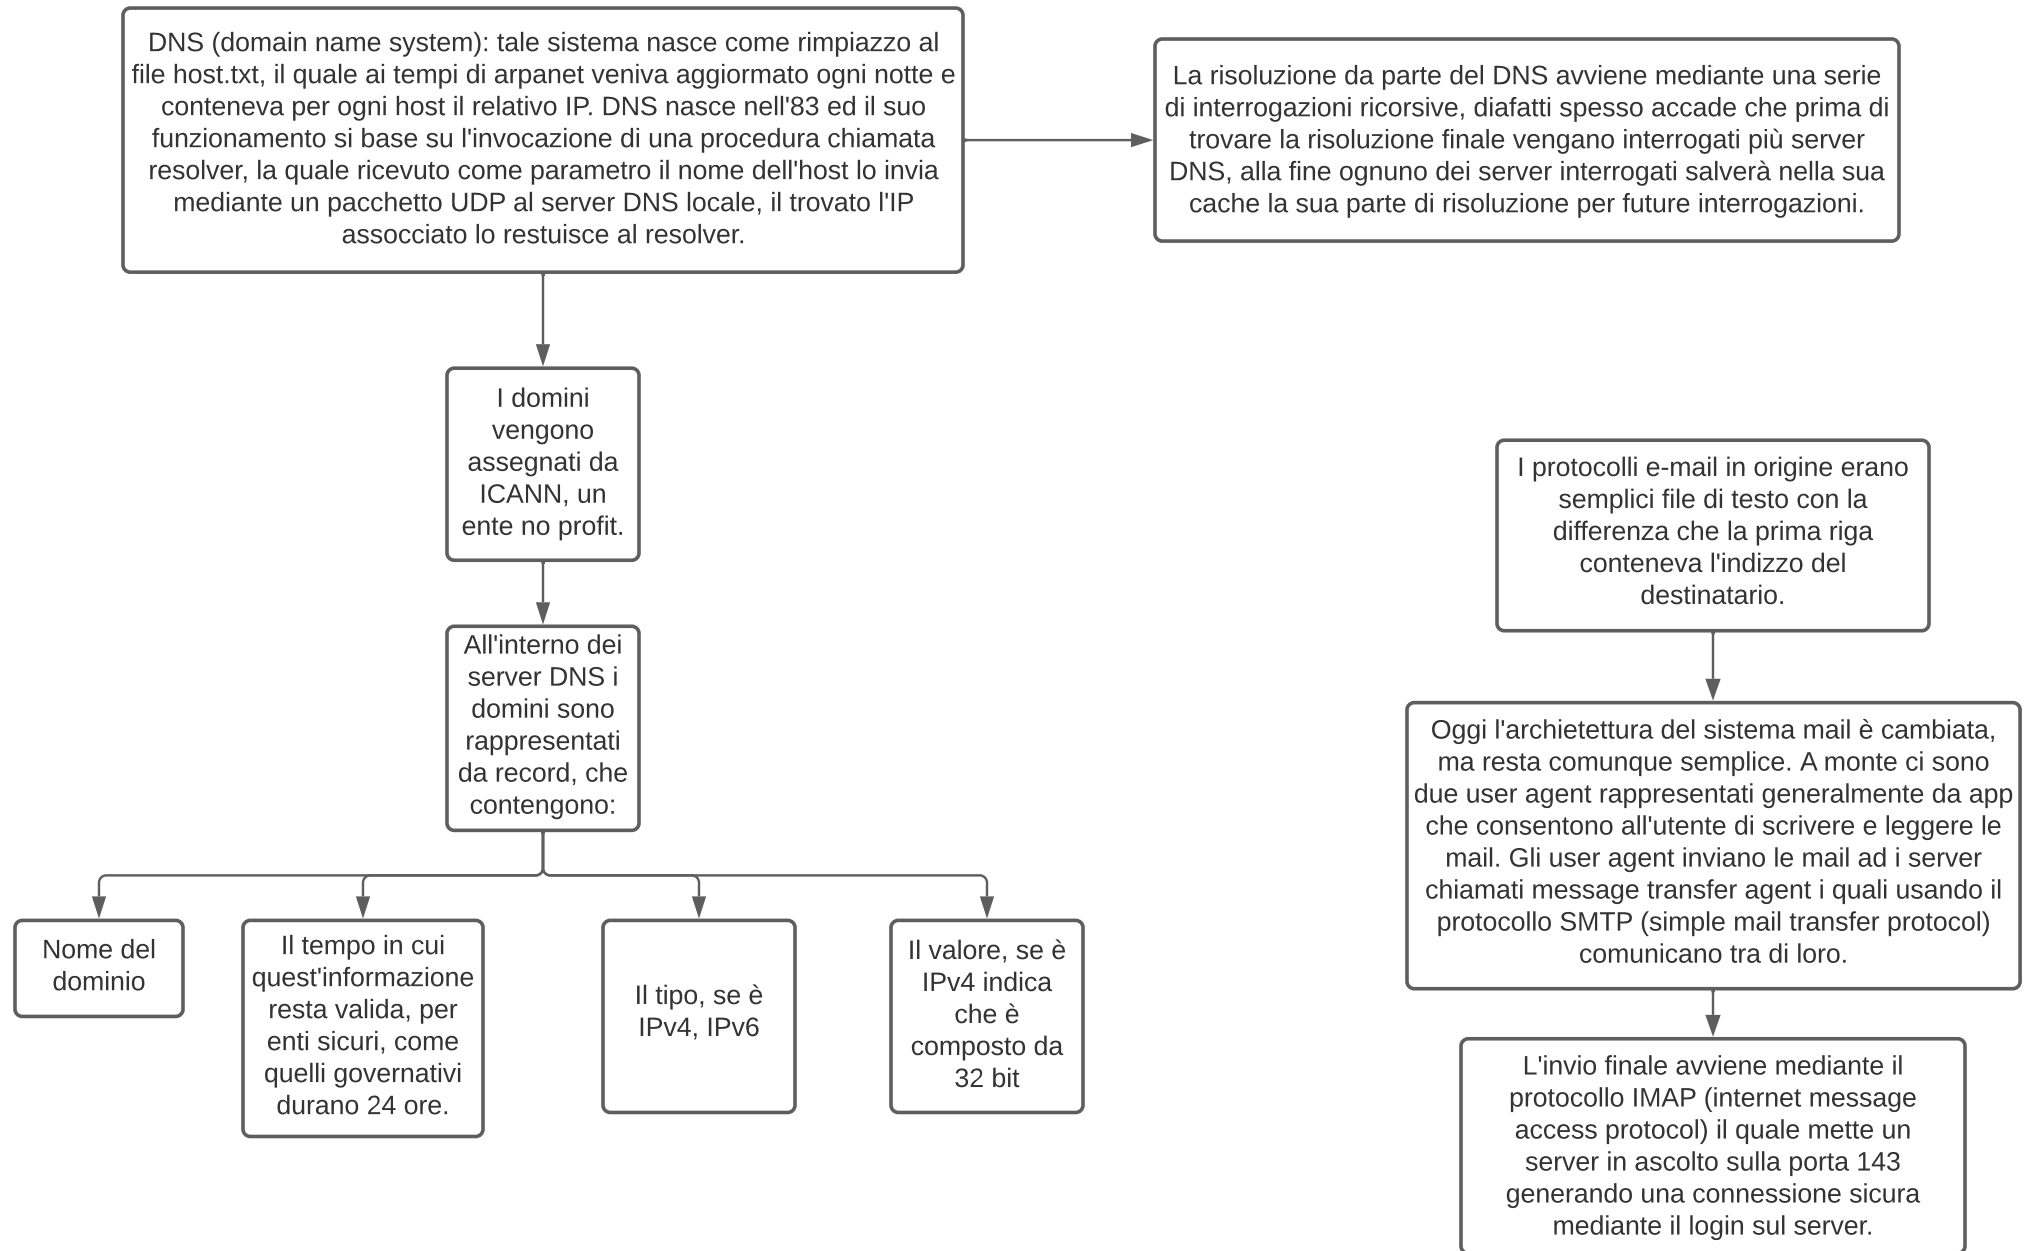 DNS (domain name system): tale sistema nasce come rimpiazzo al
file host.txt, il quale ai tempi di arpanet veniva aggiormato ogni notte e
conteneva per ogni host il relativo IP. DNS nasce nell'83 ed il suo
funzionamento si base su l'invocazione di una procedura chiamata
resolver, la quale ricevuto come parametro il nome dell'host lo invia
mediante un pacchetto UDP al server DNS locale, il trovato l'IP
assocciato lo restuisce al resolver.
La risoluzione da parte del DNS avviene mediante una serie
di interrogazioni ricorsive, diafatti spesso accade che prima di
trovare la risoluzione finale vengano interrogati più server
DNS, alla fine ognuno dei server interrogati salverà nella sua
cache la sua parte di risoluzione per future interrogazioni.
I domini
vengono
assegnati da
ICANN, un
ente no profit.
All'interno dei
server DNS i
domini sono
rappresentati
da record, che
contengono:
Nome del
dominio
Il tempo in cui
quest'informazione
resta valida, per
enti sicuri, come
quelli governativi
durano 24 ore.
Il tipo, se è
IPv4, IPv6
Il valore, se è
IPv4 indica
che è
composto da
32 bit
I protocolli e-mail in origine erano
semplici file di testo con la
differenza che la prima riga
conteneva l'indizzo del
destinatario.
Oggi l'archietettura del sistema mail è cambiata,
ma resta comunque semplice. A monte ci sono
due user agent rappresentati generalmente da app
che consentono all'utente di scrivere e leggere le
mail. Gli user agent inviano le mail ad i server
chiamati message transfer agent i quali usando il
protocollo SMTP (simple mail transfer protocol)
comunicano tra di loro.
L'invio finale avviene mediante il
protocollo IMAP (internet message
access protocol) il quale mette un
server in ascolto sulla porta 143
generando una connessione sicura
mediante il login sul server.